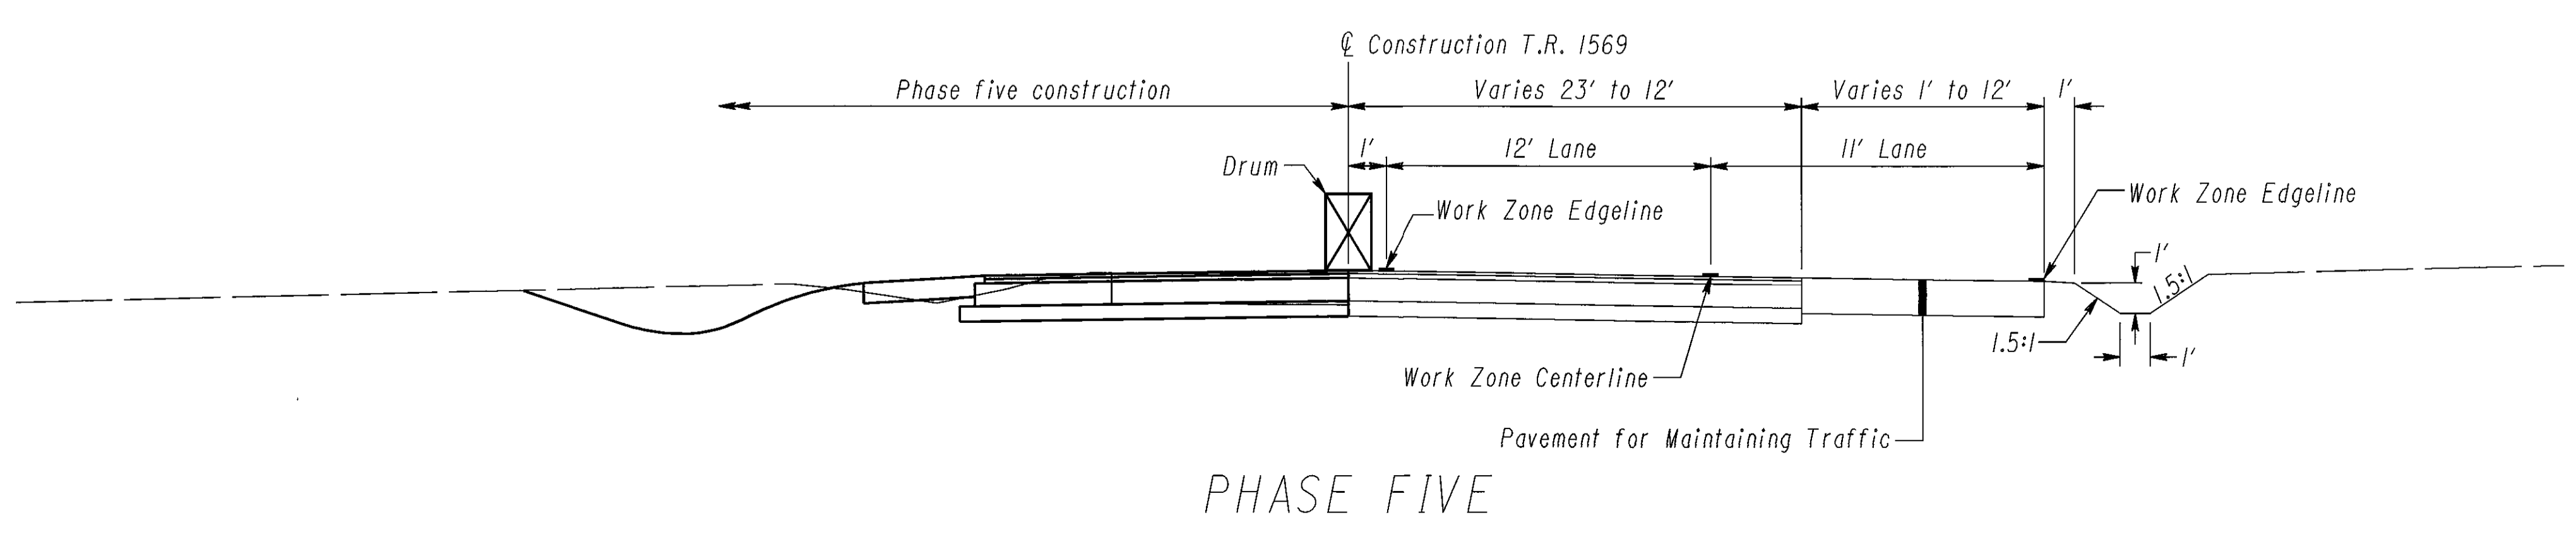 ℄ Construction T.R. 1569
Phase five construction
Varies 23' to 12'
Varies 1' to 12'
1'
1'
12' Lane
11' Lane
Drum
Work Zone Edgeline
Work Zone Edgeline
1'
1.5:1
1.5:1
1'
Work Zone Centerline
Pavement for Maintaining Traffic
PHASE FIVE